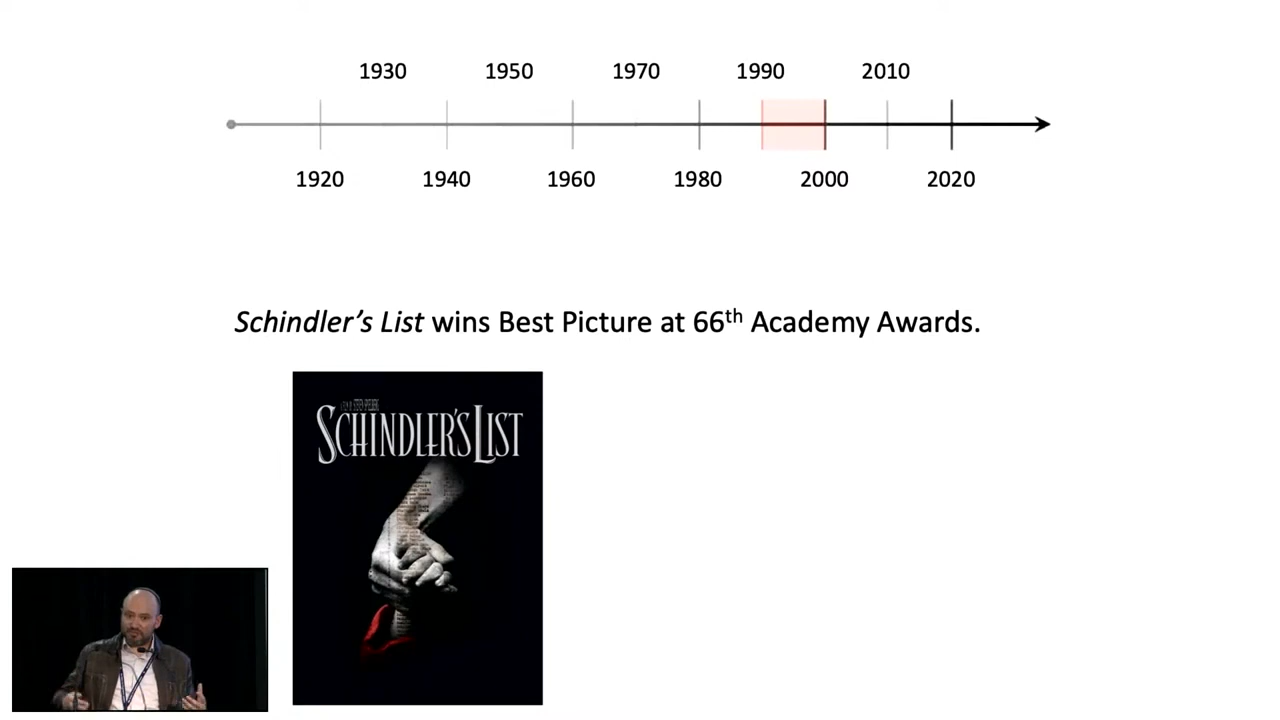 1930 1950 1970 1990 2010
1920 1940 1960 1980 2000 2020
Schindler’s List wins Best Picture at 66th Academy Awards.
SCHINDLER'S LIST